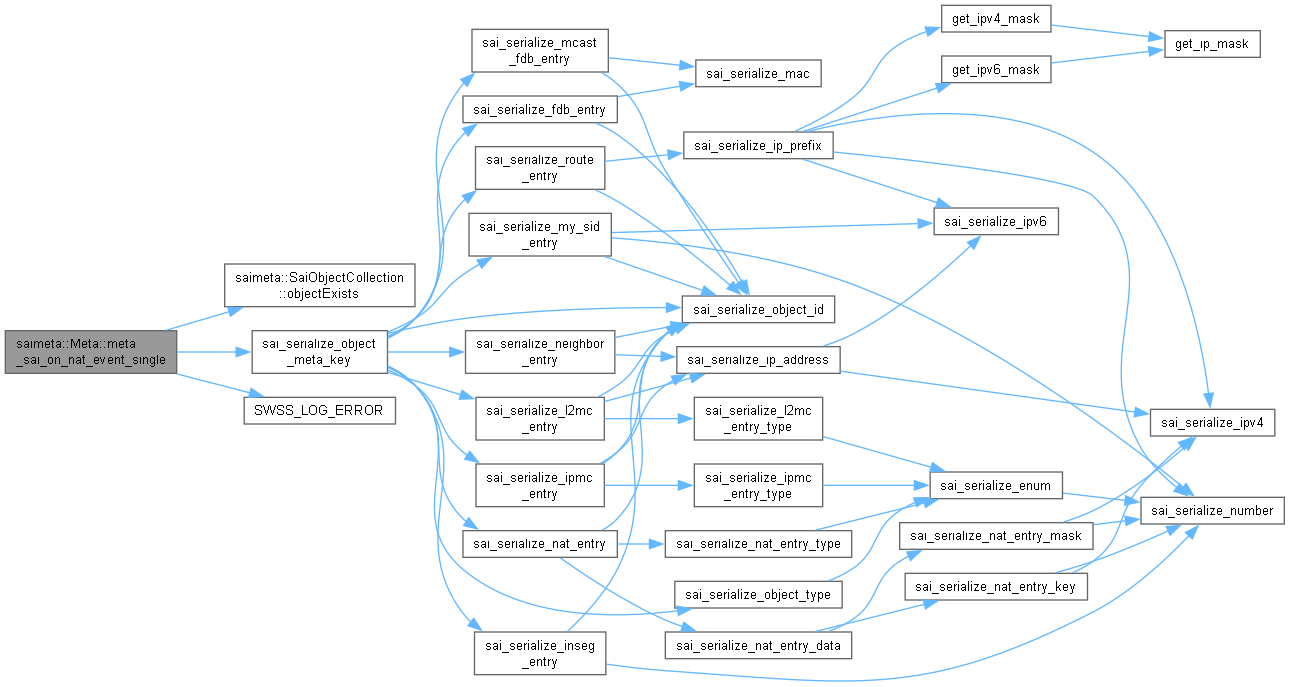 saimeta::Meta::meta
_sai_on_nat_event_single
saimeta::SaiObjectCollection
::objectExists
sai_serialize_object
_meta_key
SWSS_LOG_ERROR
sai_serialize_mcast
_fdb_entry
sai_serialize_fdb_entry
sai_serialize_route
_entry
sai_serialize_my_sid
_entry
sai_serialize_neighbor
_entry
sai_serialize_l2mc
_entry
sai_serialize_ipmc
_entry
sai_serialize_nat_entry
sai_serialize_inseg
_entry
sai_serialize_mac
sai_serialize_ip_prefix
sai_serialize_object_id
sai_serialize_ip_address
sai_serialize_l2mc
_entry_type
sai_serialize_ipmc
_entry_type
sai_serialize_nat_entry_type
sai_serialize_object_type
sai_serialize_nat_entry_data
get_ipv4_mask
get_ipv6_mask
sai_serialize_ipv6
sai_serialize_enum
sai_serialize_nat_entry_mask
sai_serialize_nat_entry_key
get_ip_mask
sai_serialize_ipv4
sai_serialize_number